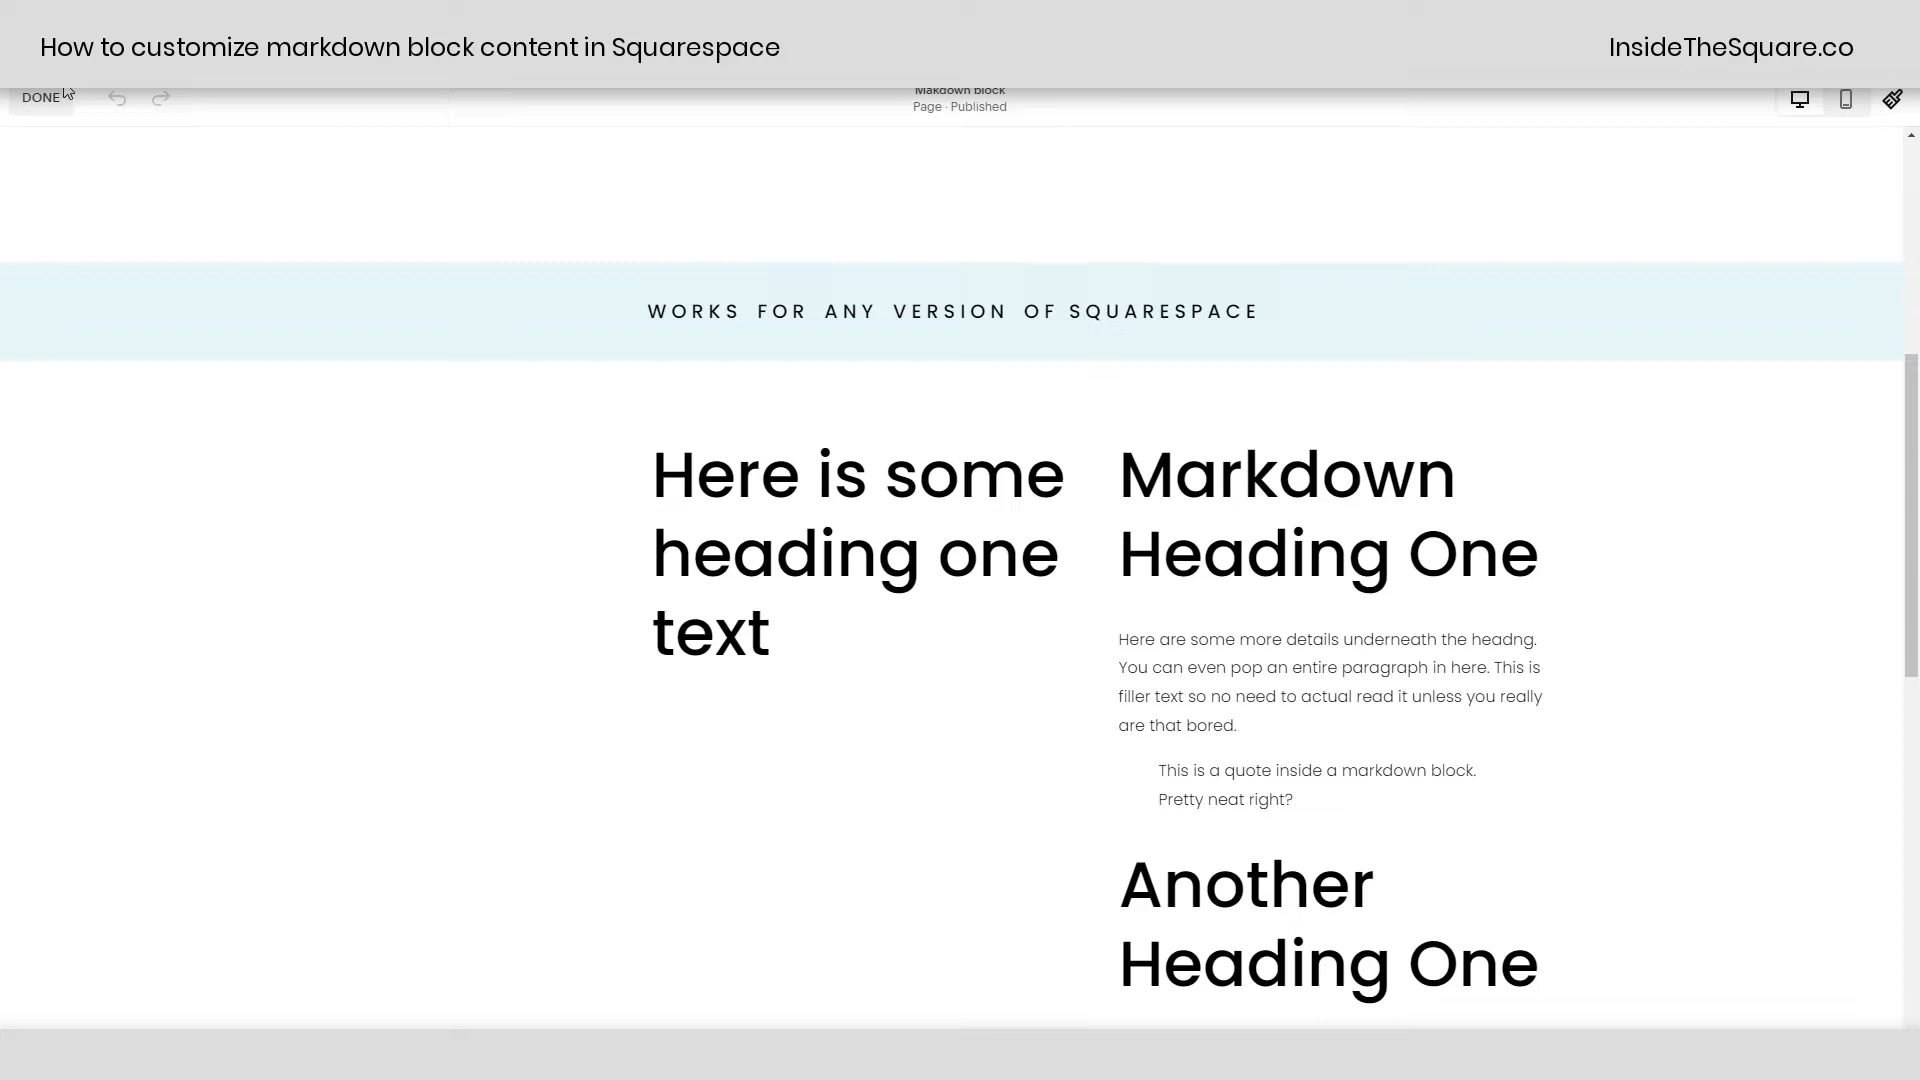 How to customize markdown block content in Squarespace
InsideTheSquare.co
DONE
Makdown block
Page · Published
WORKS FOR ANY VERSION OF SQUARESPACE
Here is some
heading one
text
Markdown
Heading One
Here are some more details underneath the headng.
You can even pop an entire paragraph in here. This is
filler text so no need to actual read it unless you really
are that bored.
This is a quote inside a markdown block.
Pretty neat right?
Another
Heading One